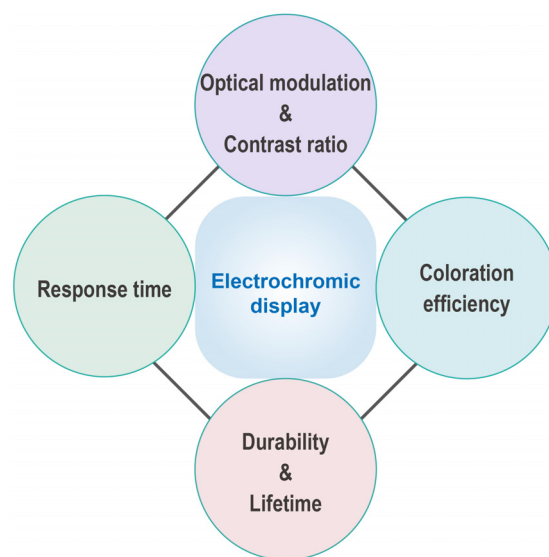 Optical modulation
&
Contrast ratio
Response time
Electrochromic
display
Coloration
efficiency
Durability
&
Lifetime